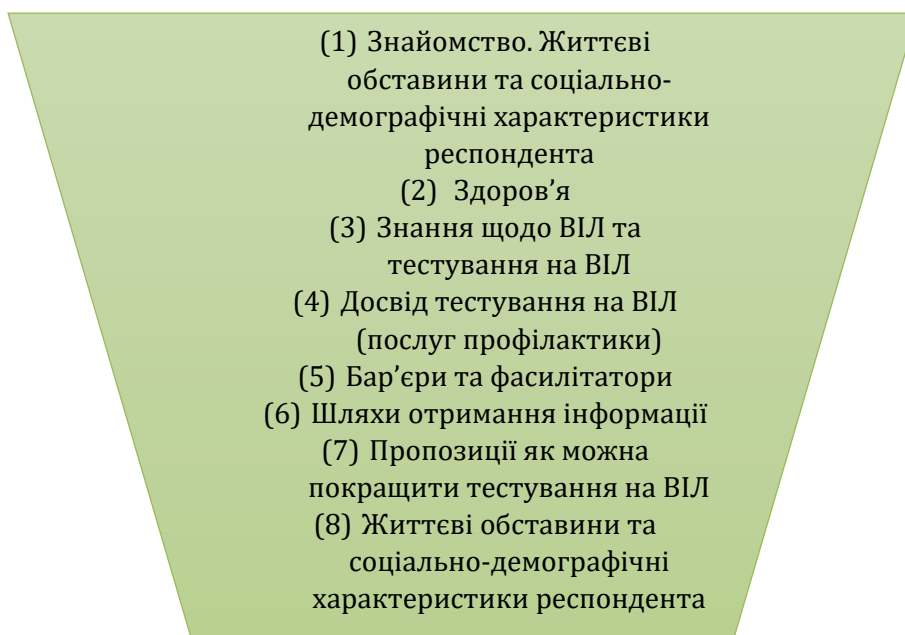 (1) Знайомство. Життєві
обставини та соціально-
демографічні характеристики
респондента
(2) Здоров’я
(3) Знання щодо ВІЛ та
тестування на ВІЛ
(4) Досвід тестування на ВІЛ
(послуг профілактики)
(5) Бар’єри та фасилітатори
(6) Шляхи отримання інформації
(7) Пропозиції як можна
покращити тестування на ВІЛ
(8) Життєві обставини та
соціально-демографічні
характеристики респондента